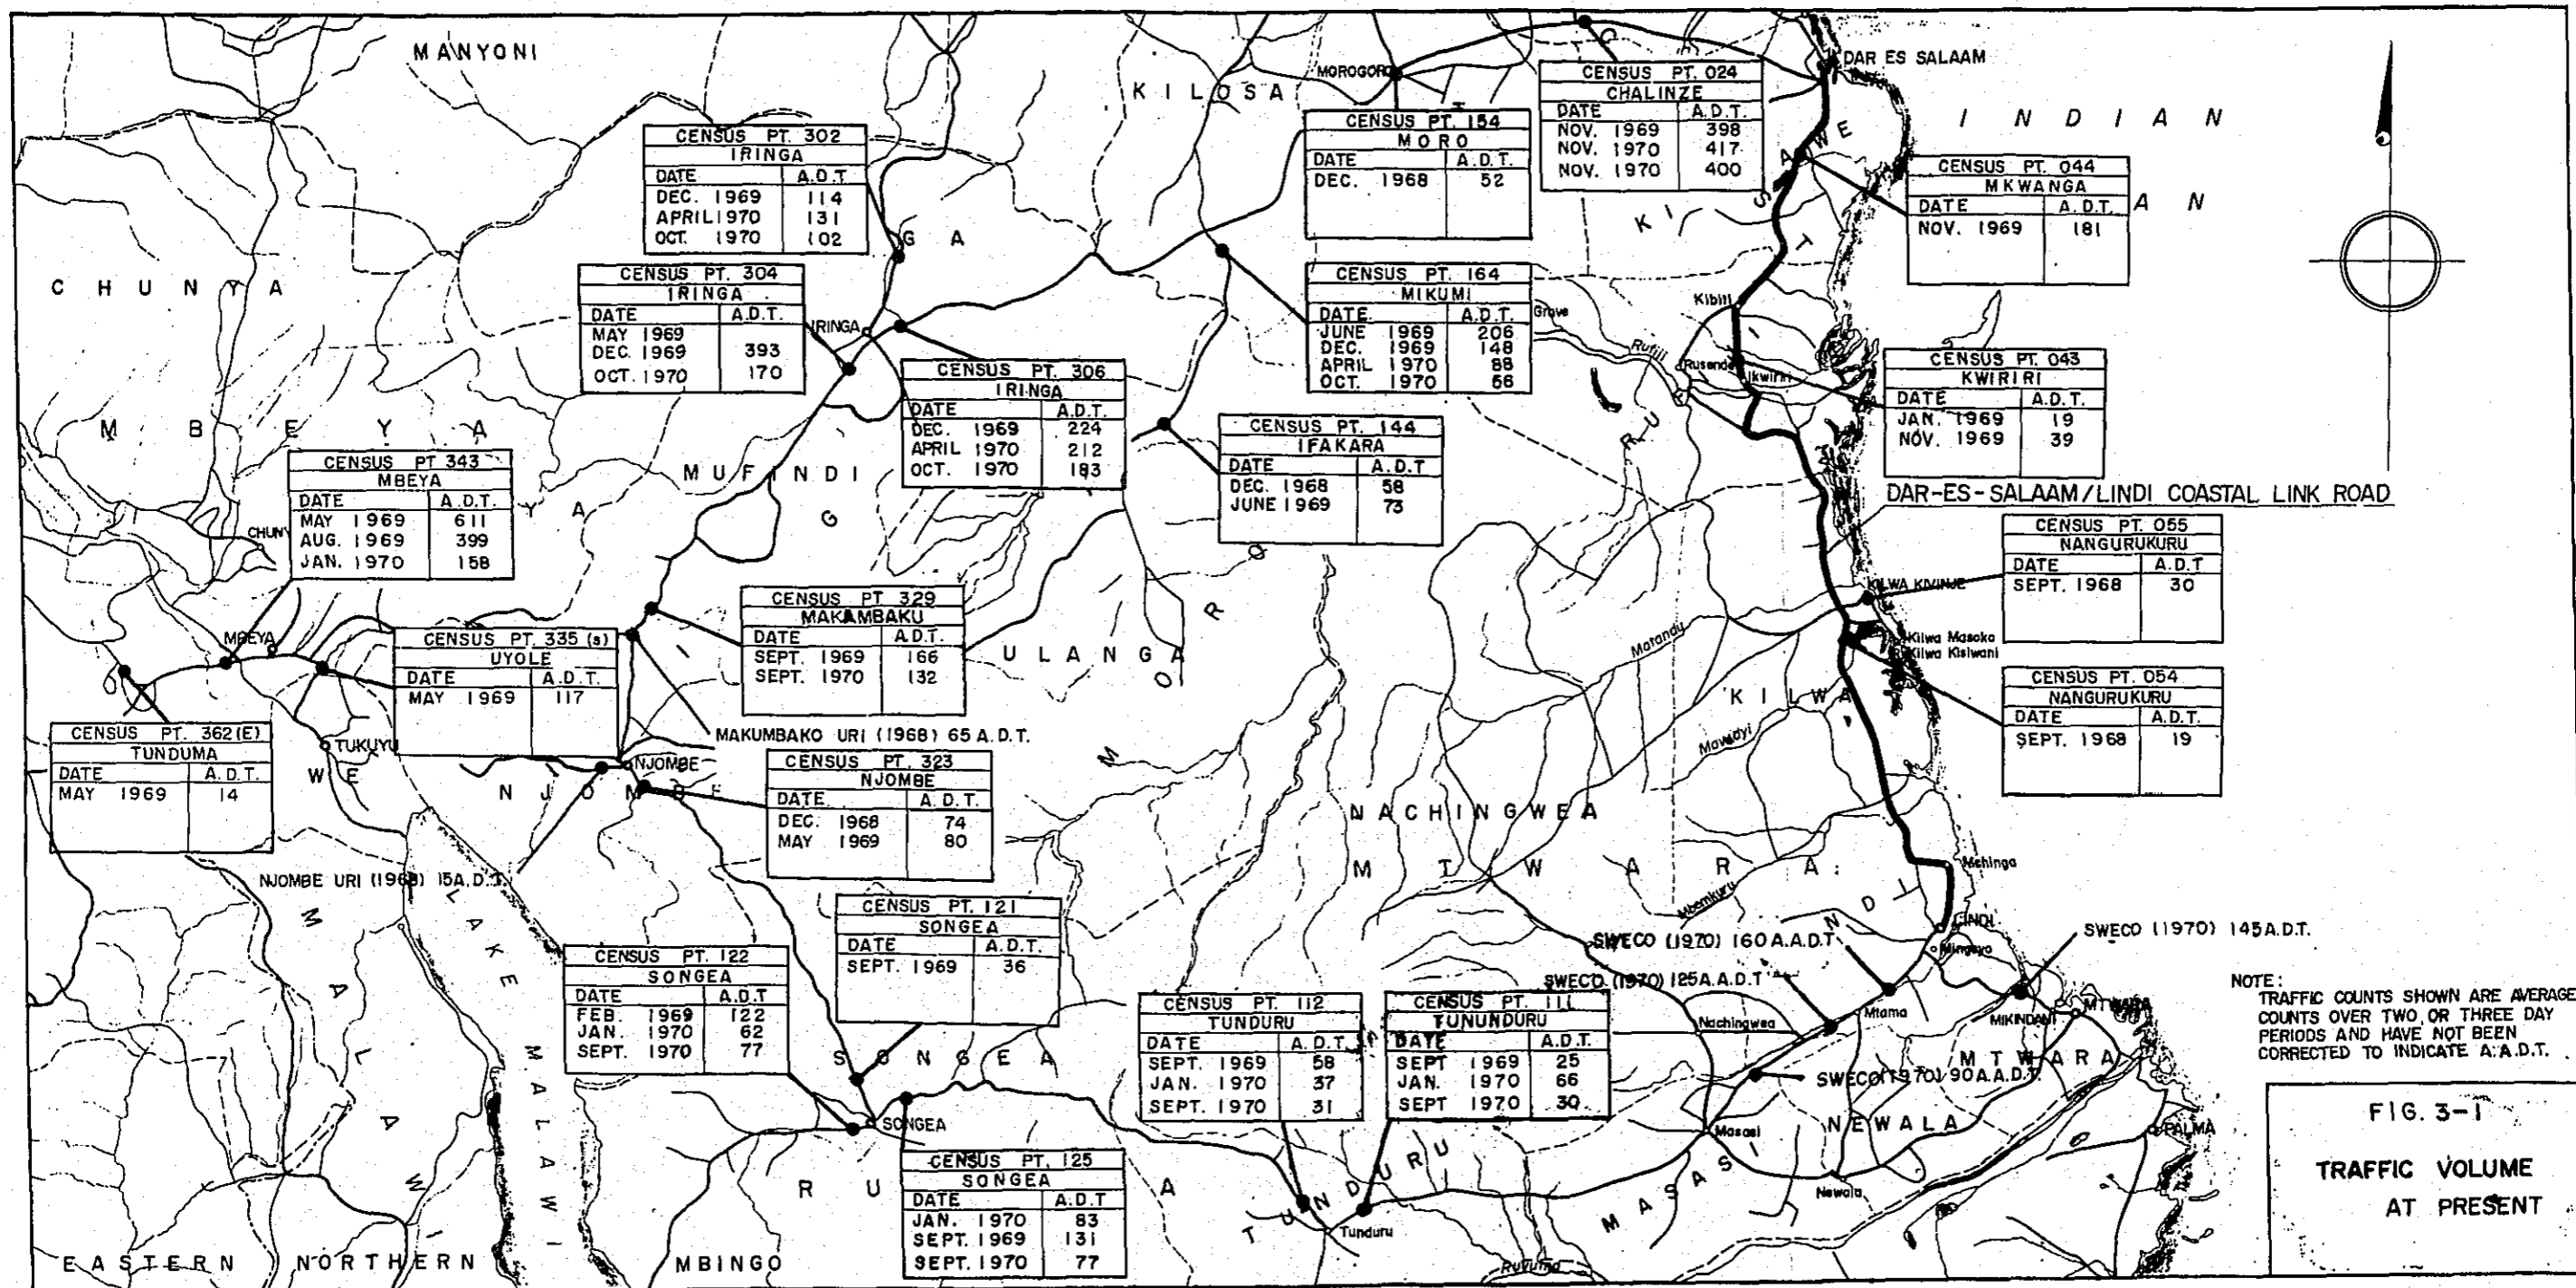 MANYONI
KILOSA
MOROGORO
DAR ES SALAAM
INDIAN
CENSUS PT. 302
IRINGA
DATE A.D.T
DEC. 1969 114
APRIL 1970 131
OCT. 1970 102
CENSUS PT. 154
MORO
DATE A.D.T.
DEC. 1968 52
CENSUS PT. 024
CHALINZE
DATE A.D.T.
NOV. 1969 398
NOV. 1970 417
NOV. 1970 400
CENSUS PT. 044
MKWANGA
DATE A.D.T.
NOV. 1969 181
CHUNYA
CENSUS PT. 304
IRINGA
DATE A.D.T.
MAY 1969
DEC. 1969 393
OCT. 1970 170
IRINGA
CENSUS PT. 306
IRINGA
DATE A.D.T.
DEC. 1969 224
APRIL 1970 212
OCT. 1970 183
CENSUS PT. 164
MIKUMI
DATE A.D.T.
JUNE 1969 206
DEC. 1969 148
APRIL 1970 88
OCT. 1970 56
Grove
Kibiti
Rufiji
Rusende
Ikwiriri
CENSUS PT. 043
KWIRIRI
DATE A.D.T.
JAN. 1969 19
NOV. 1969 39
MBEYA
CENSUS PT 343
MBEYA
DATE A.D.T.
MAY 1969 611
AUG. 1969 399
JAN. 1970 158
MUFINDI
CENSUS PT. 144
IFAKARA
DATE A.D.T
DEC. 1968 58
JUNE 1969 73
DAR-ES-SALAAM/LINDI COASTAL LINK ROAD
CENSUS PT. 055
NANGURUKURU
DATE A.D.T
SEPT. 1968 30
CHUNY
KILWA KIVINJE
Kilwa Masoko
Kilwa Kisiwani
Matandu
CENSUS PT 329
MAKAMBAKU
DATE A.D.T.
SEPT. 1969 166
SEPT. 1970 132
ULANGA
MBEYA
CENSUS PT. 335 (s)
UYOLE
DATE A.D.T.
MAY 1969 117
KILWA
CENSUS PT. 054
NANGURUKURU
DATE A.D.T.
SEPT. 1968 19
CENSUS PT. 362(E)
TUNDUMA
DATE A.D.T.
MAY 1969 14
TUKUYU
MAKUMBAKO URI (1968) 65 A.D.T.
NJOMBE
NJOMBE
CENSUS PT. 323
NJOMBE
DATE A.D.T.
DEC. 1968 74
MAY 1969 80
NACHINGWEA
MTWARA
Mavudyi
Mbemkuru
Mchinga
NJOMBE URI (1968) 15A.D.T.
LAKE MALAWI
MALAWI
CENSUS PT. 121
SONGEA
DATE A.D.T.
SEPT. 1969 36
LINDI
Mingoyo
SWECO (1970) 145A.D.T.
SWECO (1970) 160A.A.D.T
SWECO (1970) 125A.A.D.T
CENSUS PT. 122
SONGEA
DATE A.D.T
FEB. 1969 122
JAN. 1970 62
SEPT. 1970 77
SONGEA
CENSUS PT. 112
TUNDURU
DATE A.D.T.
SEPT. 1969 58
JAN. 1970 37
SEPT. 1970 31
CENSUS PT. 111
TUNUNDURU
DATE A.D.T.
SEPT 1969 25
JAN. 1970 66
SEPT 1970 30
Nachingwea
Mtama
MIKINDANI
MTWARA
MTWARA
SWECO(1970) 90A.A.D.T.
NOTE:
TRAFFIC COUNTS SHOWN ARE AVERAGE
COUNTS OVER TWO OR THREE DAY
PERIODS AND HAVE NOT BEEN
CORRECTED TO INDICATE A.A.D.T.
SONGEA
Masasi
NEWALA
PALMA
CENSUS PT. 125
SONGEA
DATE A.D.T
JAN. 1970 83
SEPT. 1969 131
SEPT. 1970 77
TUNDURU
Tunduru
MASASI
Newala
Ruvuma
EASTERN
NORTHERN
MBINGO
FIG. 3-1
TRAFFIC VOLUME
AT PRESENT